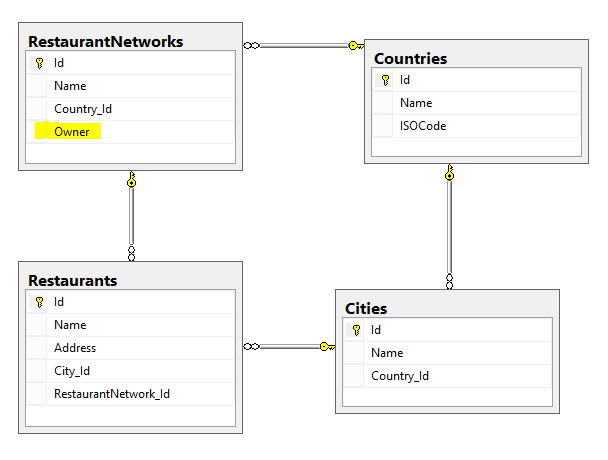 RestaurantNetworks
Id
Name
Country_Id
Owner
Countries
Id
Name
ISOCode
Restaurants
Id
Name
Address
City_Id
RestaurantNetwork_Id
Cities
Id
Name
Country_Id